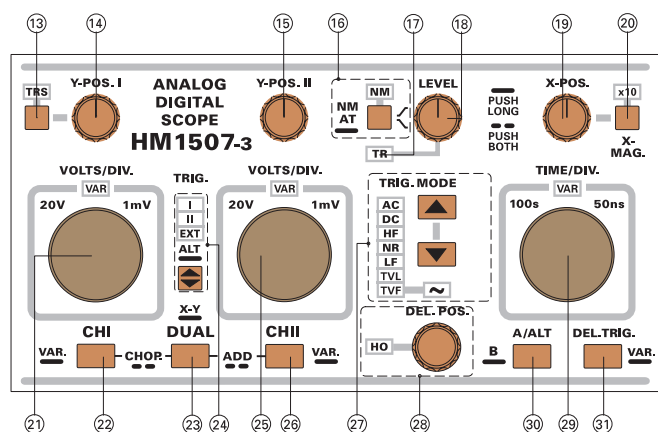 13 14 15 16 17 18 19 20
TRS Y-POS. I ANALOG Y-POS. II NM LEVEL PUSH X-POS. x10
DIGITAL NM LONG
SCOPE AT PUSH X-
HM1507-3 TR BOTH MAG.
VOLTS/DIV. TRIG. VOLTS/DIV. TRIG. MODE TIME/DIV.
VAR VAR VAR
20V 1mV I 20V 1mV AC 100s 50ns
II DC
EXT HF
ALT NR
LF
TVL
TVF ~
X-Y DEL. POS.
CHI DUAL CHII HO A/ALT DEL.TRIG.
VAR. CHOP ADD VAR. B VAR.
21 22 23 24 25 26 27 28 30 29 31